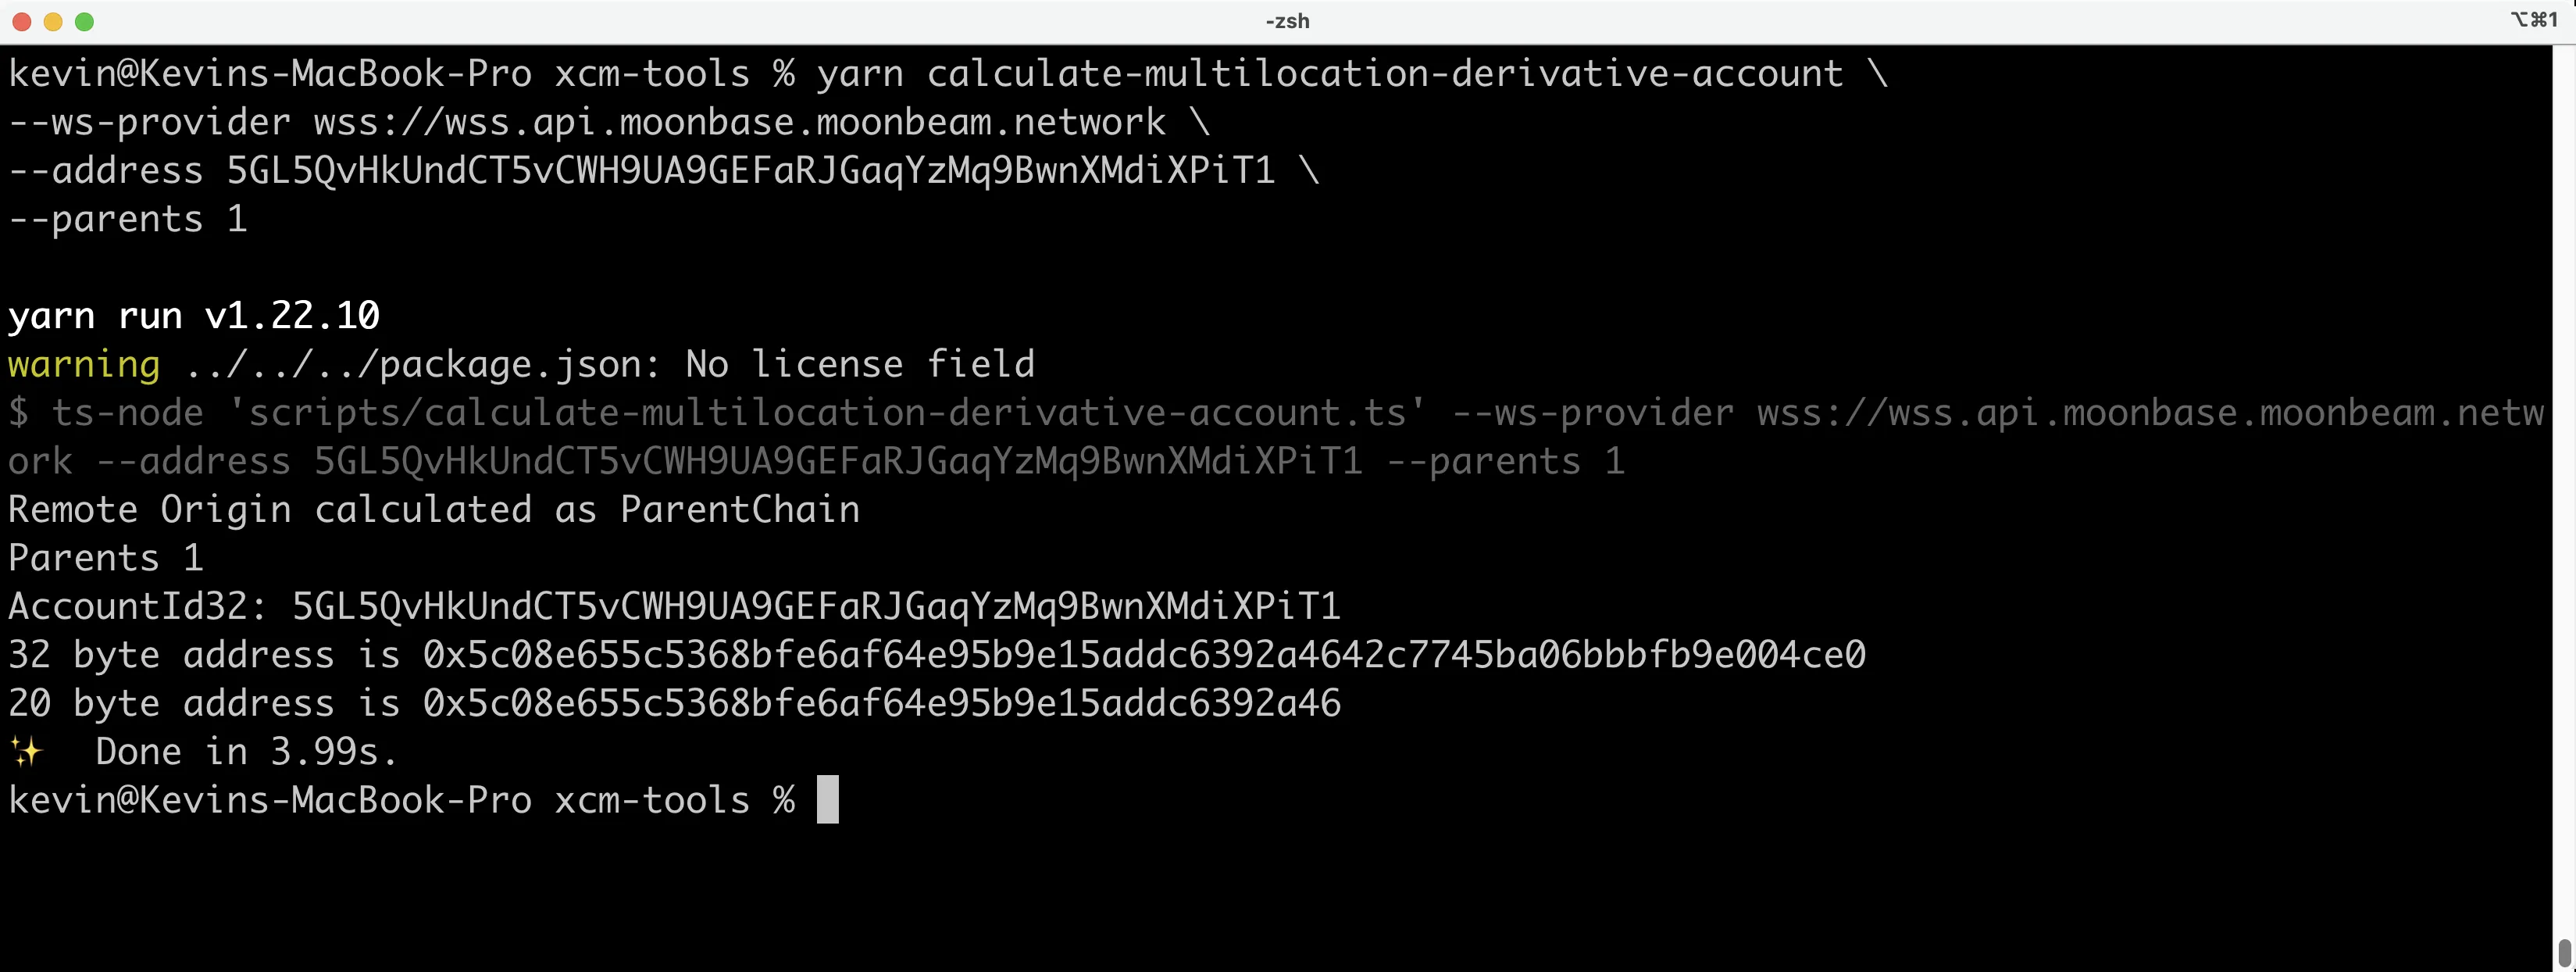 -zsh
⌥⌘1
kevin@Kevins-MacBook-Pro xcm-tools % yarn calculate-multilocation-derivative-account \
--ws-provider wss://wss.api.moonbase.moonbeam.network \
--address 5GL5QvHkUndCT5vCWH9UA9GEFaRJGaqYzMq9BwnXMdiXPiT1 \
--parents 1
yarn run v1.22.10
warning ../../../package.json: No license field
$ ts-node 'scripts/calculate-multilocation-derivative-account.ts' --ws-provider wss://wss.api.moonbase.moonbeam.netw
ork --address 5GL5QvHkUndCT5vCWH9UA9GEFaRJGaqYzMq9BwnXMdiXPiT1 --parents 1
Remote Origin calculated as ParentChain
Parents 1
AccountId32: 5GL5QvHkUndCT5vCWH9UA9GEFaRJGaqYzMq9BwnXMdiXPiT1
32 byte address is 0x5c08e655c5368bfe6af64e95b9e15addc6392a4642c7745ba06bbbfb9e004ce0
20 byte address is 0x5c08e655c5368bfe6af64e95b9e15addc6392a46
✨  Done in 3.99s.
kevin@Kevins-MacBook-Pro xcm-tools %